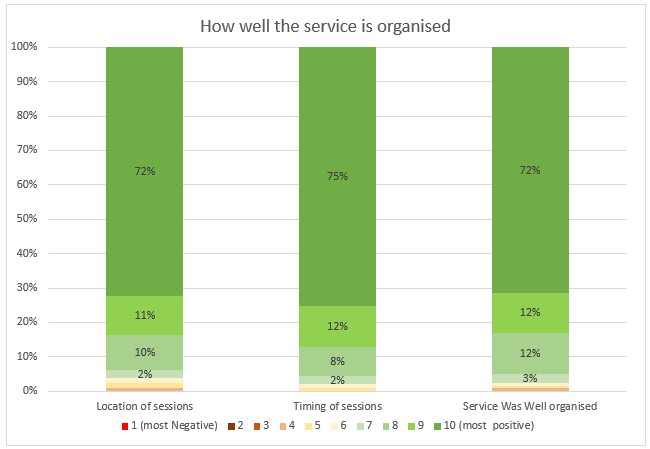 How well the service is organised
100%
90%
80%
70%
60%
50%
40%
30%
20%
10%
0%
72% 75% 72%
11% 12% 12%
10% 8% 12%
2% 2% 3%
Location of sessions Timing of sessions Service Was Well organised
1 (most Negative) 2 3 4 5 6 7 8 9 10 (most positive)